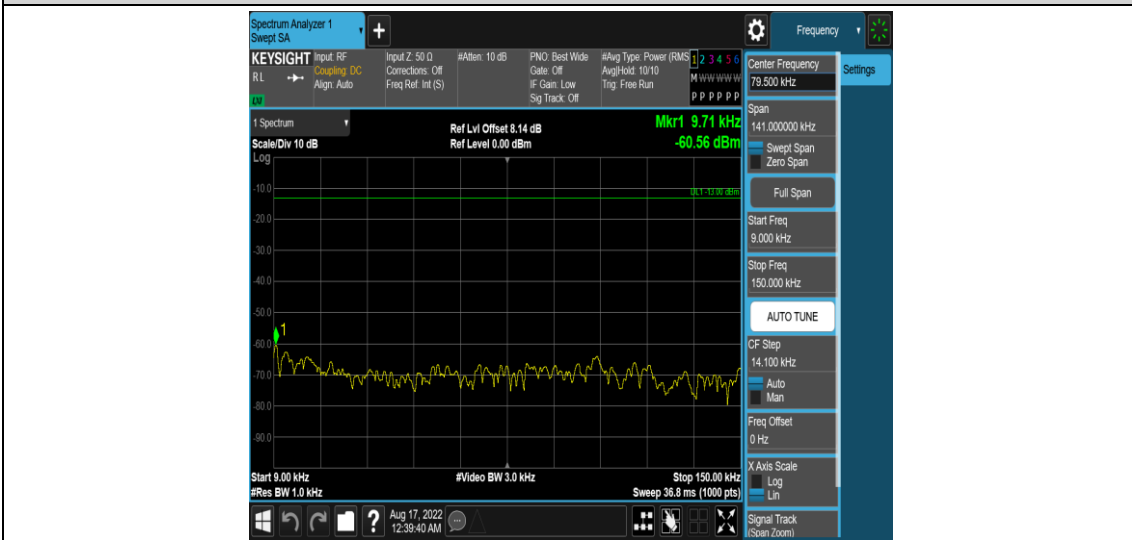 Spectrum Analyzer 1
Swept SA
+
Frequency
KEYSIGHT
RL
LXI
Input: RF
Coupling: DC
Align: Auto
Input Z: 50 Ω
Corrections: Off
Freq Ref: Int (S)
#Atten: 10 dB
PNO: Best Wide
Gate: Off
IF Gain: Low
Sig Track: Off
#Avg Type: Power (RMS
Avg|Hold: 10/10
Trig: Free Run
1 2 3 4 5 6
M W W W W W
P P P P P P
1 Spectrum
Scale/Div 10 dB
Log
Ref Lvl Offset 8.14 dB
Ref Level 0.00 dBm
Mkr1 9.71 kHz
-60.56 dBm
DL1 -13.00 dBm
-10.0
-20.0
-30.0
-40.0
-50.0
-60.0
-70.0
-80.0
-90.0
1
Start 9.00 kHz
#Res BW 1.0 kHz
#Video BW 3.0 kHz
Stop 150.00 kHz
Sweep 36.8 ms (1000 pts)
?
Aug 17, 2022
12:39:40 AM
Center Frequency
79.500 kHz
Settings
Span
141.000000 kHz
Swept Span
Zero Span
Full Span
Start Freq
9.000 kHz
Stop Freq
150.000 kHz
AUTO TUNE
CF Step
14.100 kHz
Auto
Man
Freq Offset
0 Hz
X Axis Scale
Log
Lin
Signal Track
(Span Zoom)